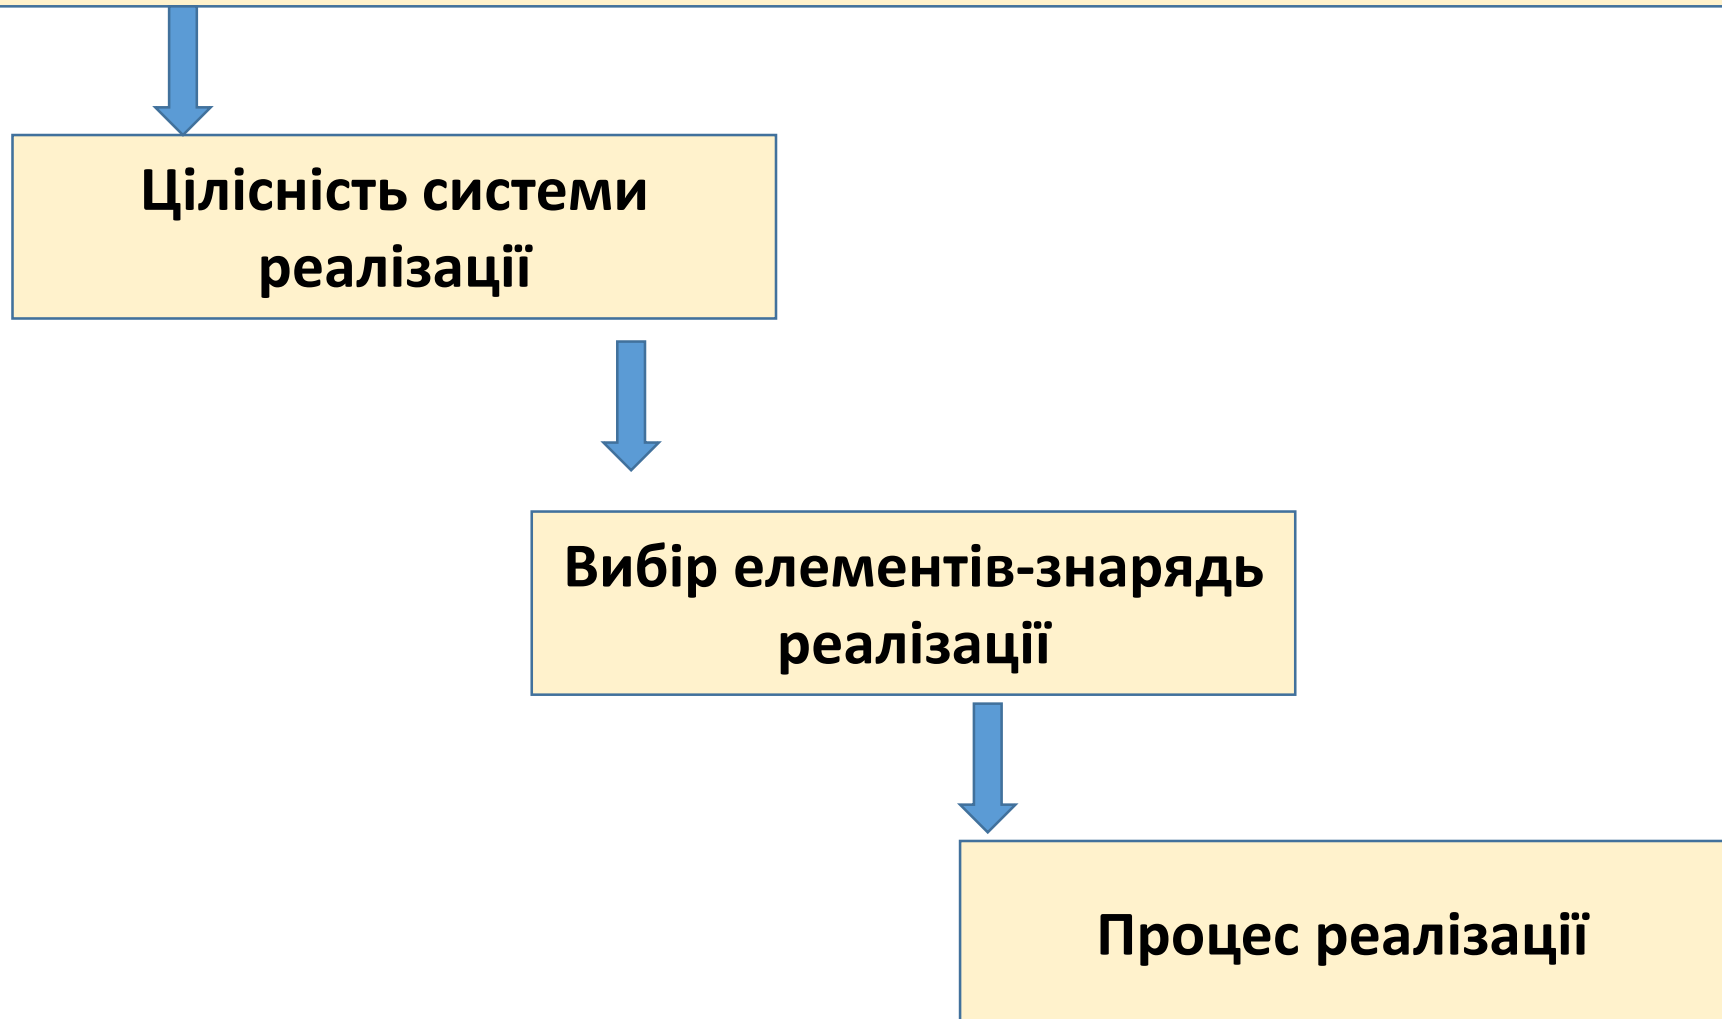 Цілісність системи
реалізації
Вибір елементів-знарядь
реалізації
Процес реалізації